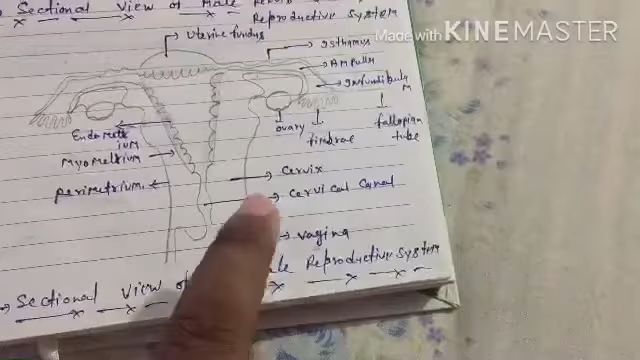 Sectional View of Male Reproductive System
Made with KINEMASTER
Uterine fundus
Isthamus
Ampulla
Infundibulum
ovary
fimbrae
fallopian tube
Endometrium
Myometrium
Perimetrium
Cervix
Cervical Canal
vagina
Sectional View of Reproductive System